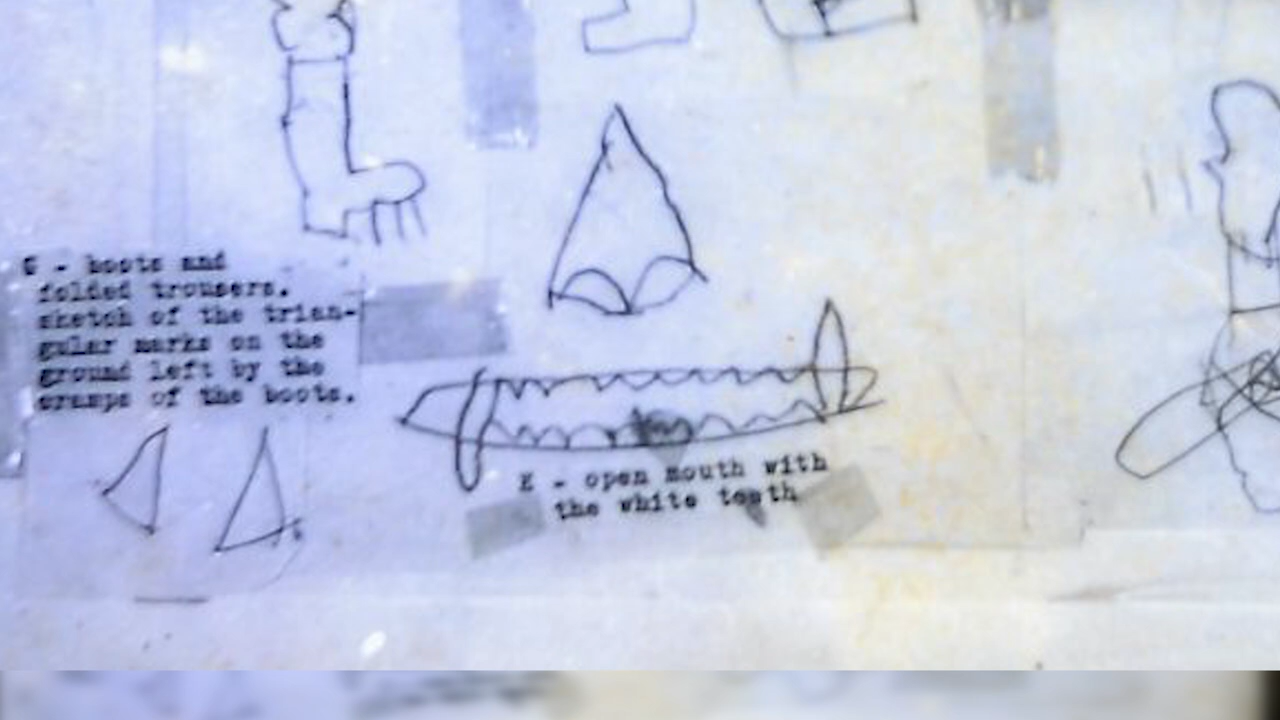 G - boots and
folded trousers.
sketch of the trian-
gular marks on the
ground left by the
cramps of the boots.
E - open mouth with
the white teeth